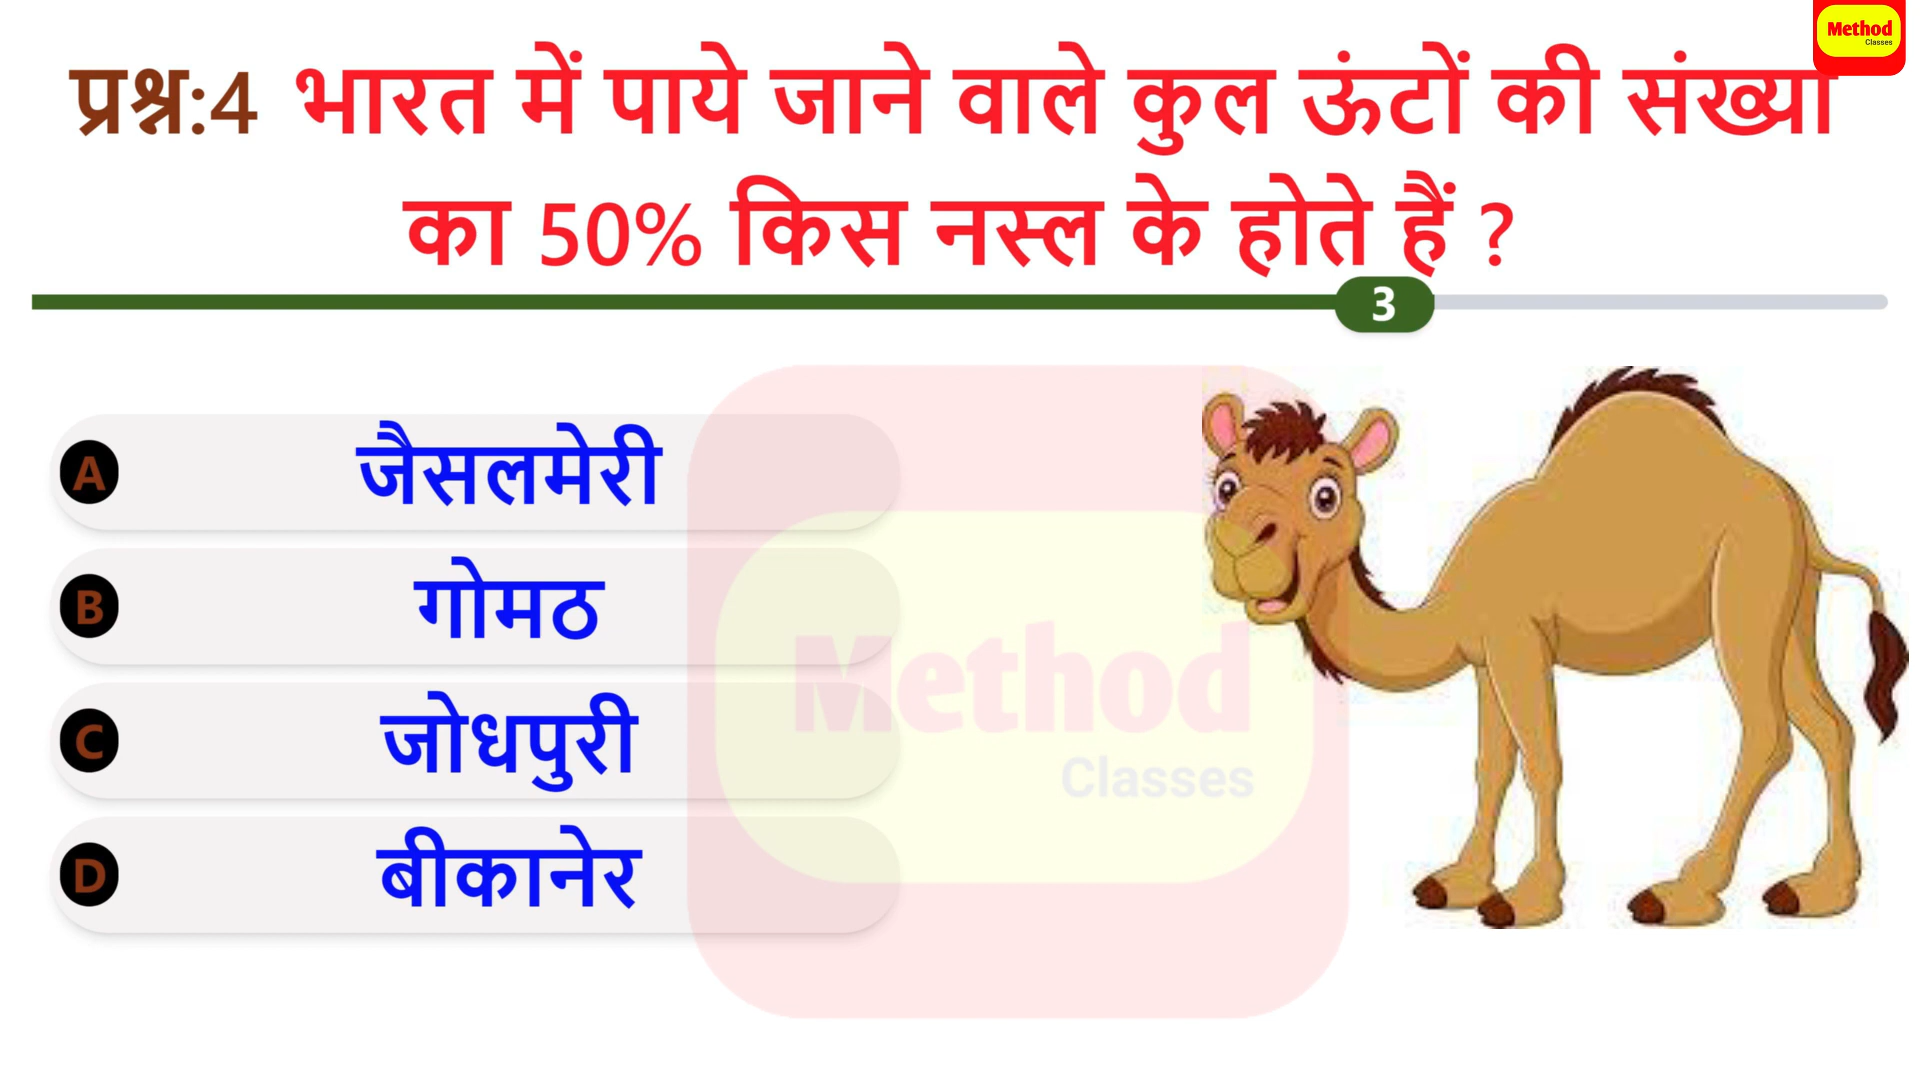 Method
Classes
प्रश्न:4 भारत में पाये जाने वाले कुल ऊंटों की संख्या
का 50% किस नस्ल के होते हैं ?
3
A जैसलमेरी
B गोमठ
C जोधपुरी
D बीकानेर
Method
Classes